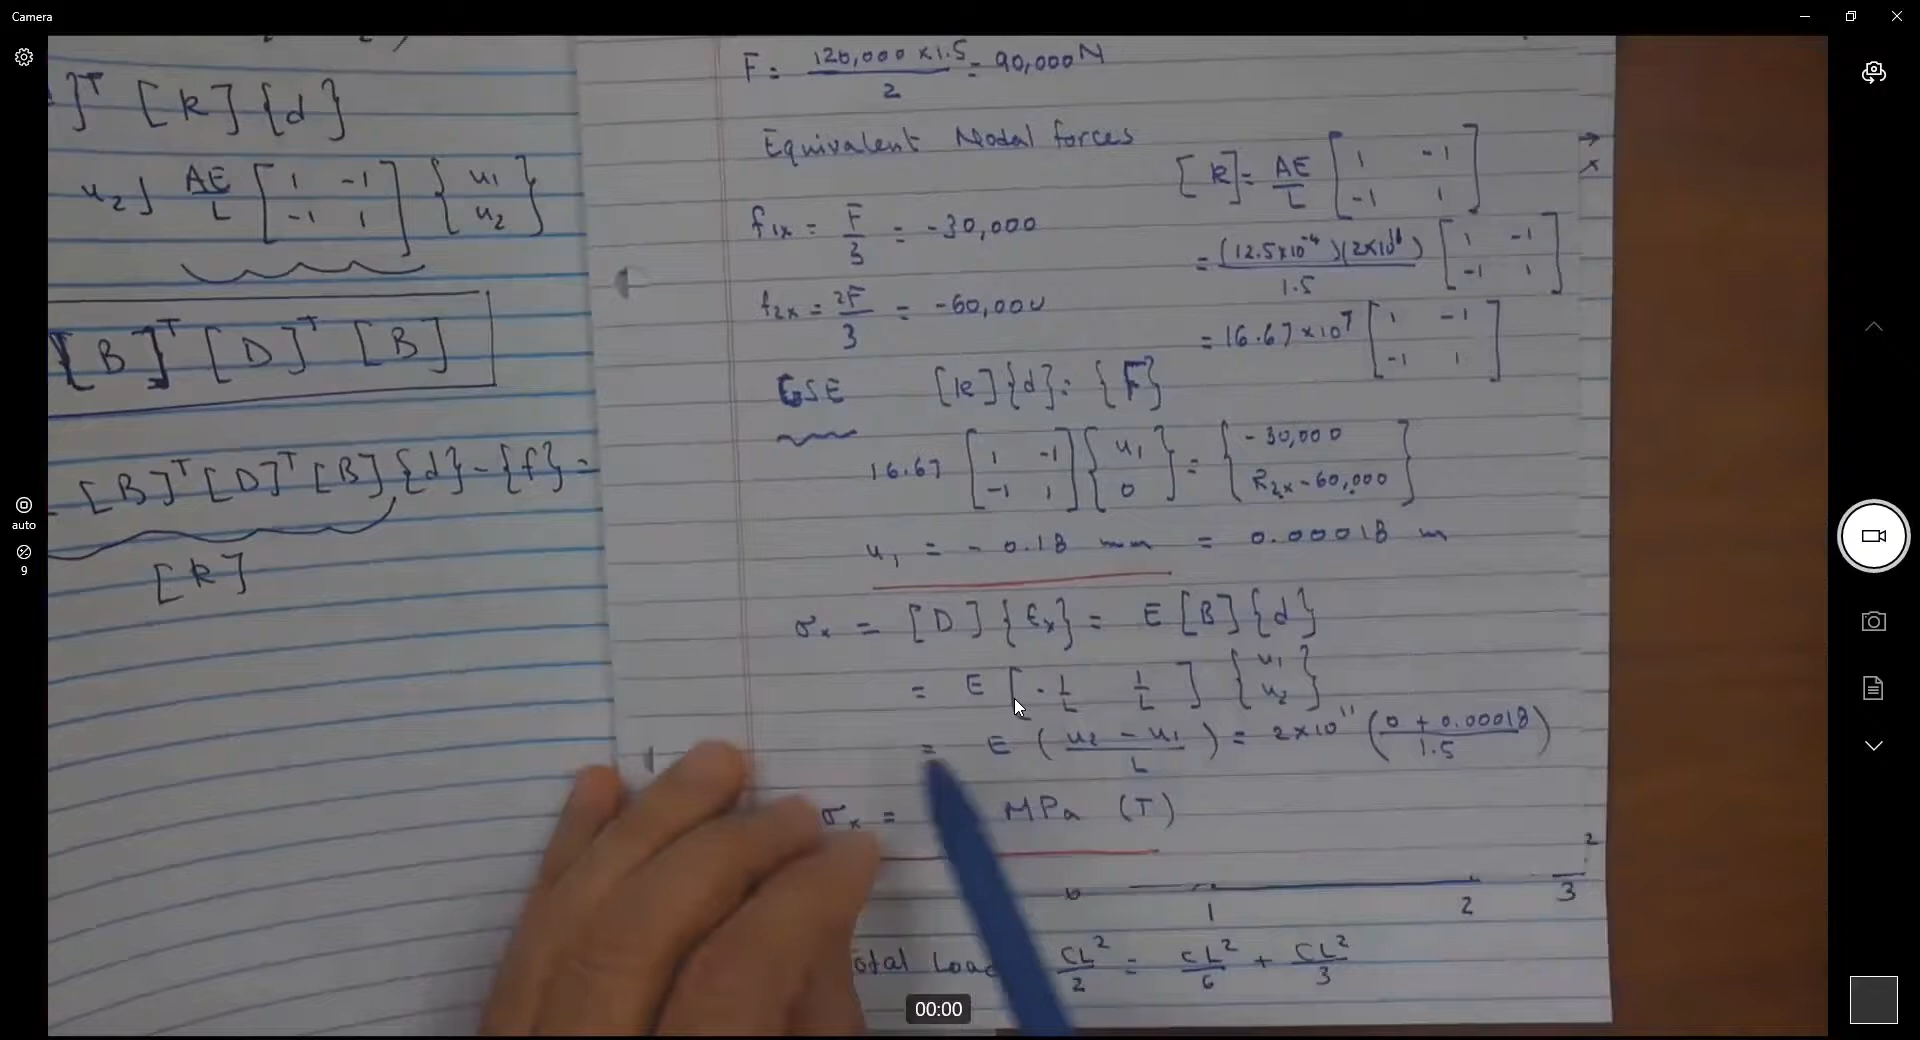 Camera
]ᵀ [k] {d}
u₂⌋ AE/L [1 -1; -1 1] {u₁; u₂}
[B]ᵀ [D]ᵀ [B]
[B]ᵀ [D]ᵀ [B] {d} - {f} =
[k]
F = 120,000 × 1.5 / 2 = 90,000 N
Equivalent Nodal forces
f₁ₓ = F/3 = -30,000
f₂ₓ = 2F/3 = -60,000
[k] = AE/L [1 -1; -1 1]
= (12.5×10⁻⁴)(2×10¹¹) / 1.5 [1 -1; -1 1]
= 16.67 × 10⁷ [1 -1; -1 1]
→
x
GSE [k]{d} = {F}
16.67 [1 -1; -1 1] {u₁; 0} = {-30,000; R₂ₓ - 60,000}
u₁ = - 0.18 mm = 0.00018 m
σₓ = [D] {εₓ} = E [B] {d}
= E [-1/L 1/L] {u₁; u₂}
= E (u₂ - u₁ / L) = 2×10¹¹ (0 + 0.00018 / 1.5)
σₓ = MPa (T)
1 2 3
2
otal Load CL²/2 = CL²/6 + CL²/3
auto
9
00:00